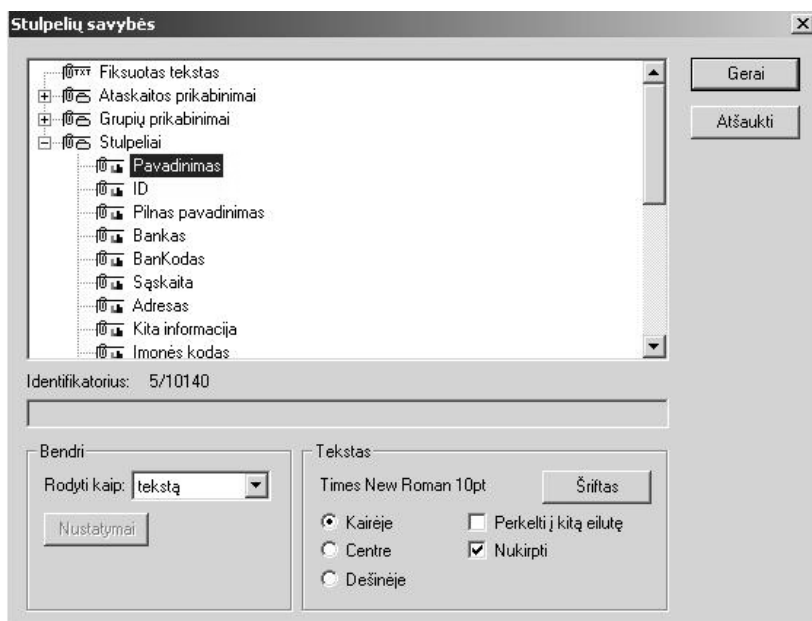 Stulpelių savybės
TXT Fiksuotas tekstas
Ataskaitos prikabinimai
Grupių prikabinimai
Stulpeliai
Pavadinimas
ID
Pilnas pavadinimas
Bankas
BanKodas
Sąskaita
Adresas
Kita informacija
Imonės kodas
Gerai
Atšaukti
Identifikatorius: 5/10140
Bendri
Rodyti kaip: tekstą
Nustatymai
Tekstas
Times New Roman 10pt Šriftas
Kairėje Perkelti į kitą eilutę
Centre Nukirpti
Dešinėje